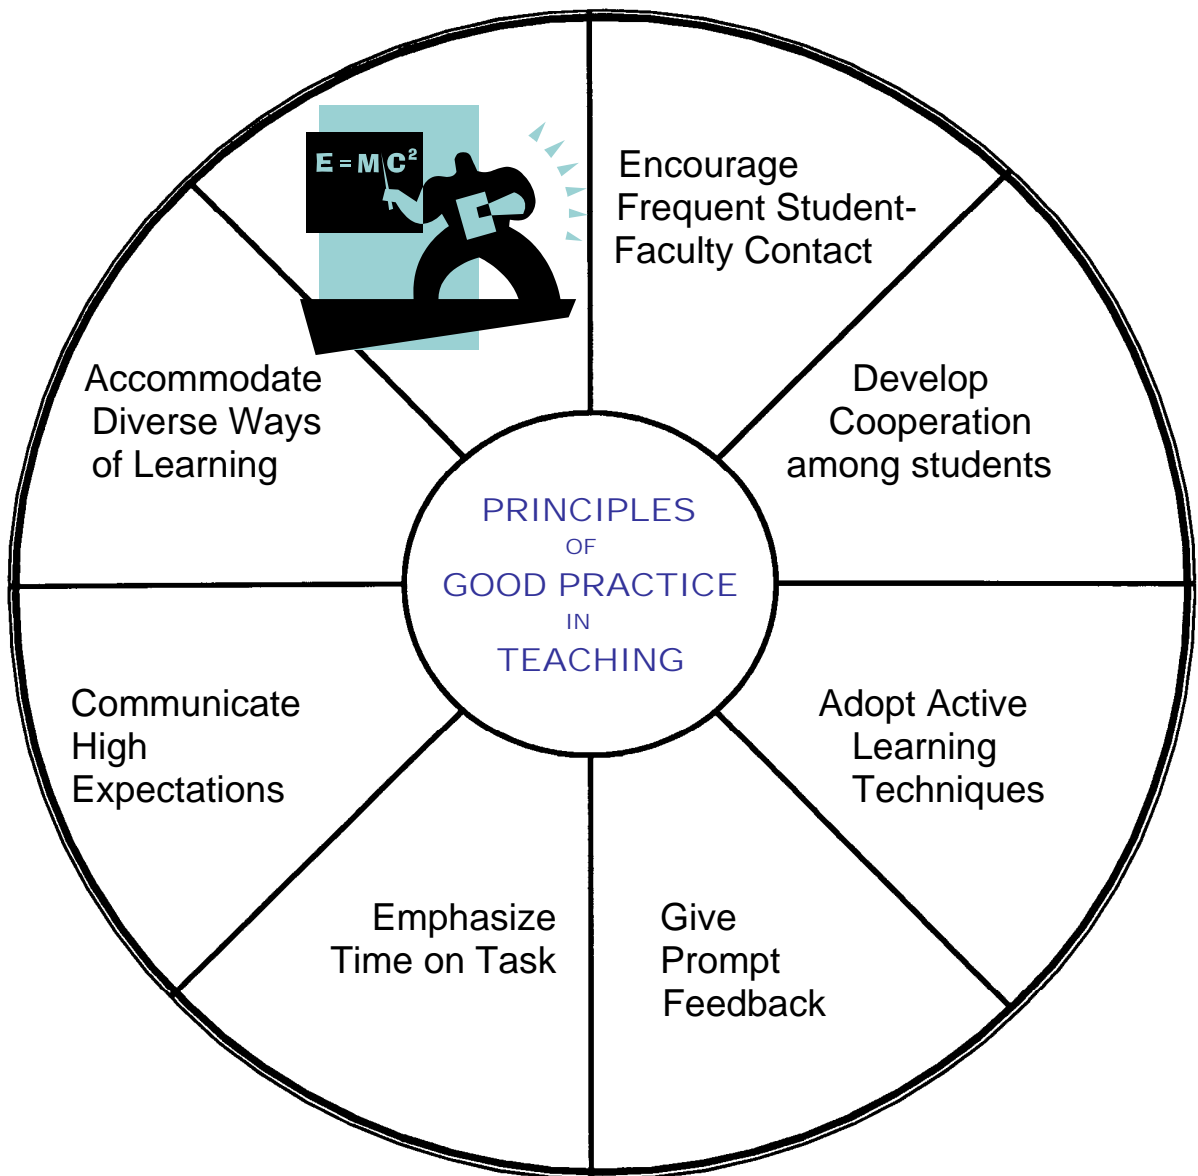 E=MC²
Encourage
Frequent Student-
Faculty Contact
Develop
Cooperation
among students
Adopt Active
Learning
Techniques
Give
Prompt
Feedback
Emphasize
Time on Task
Communicate
High
Expectations
Accommodate
Diverse Ways
of Learning
PRINCIPLES
OF
GOOD PRACTICE
IN
TEACHING